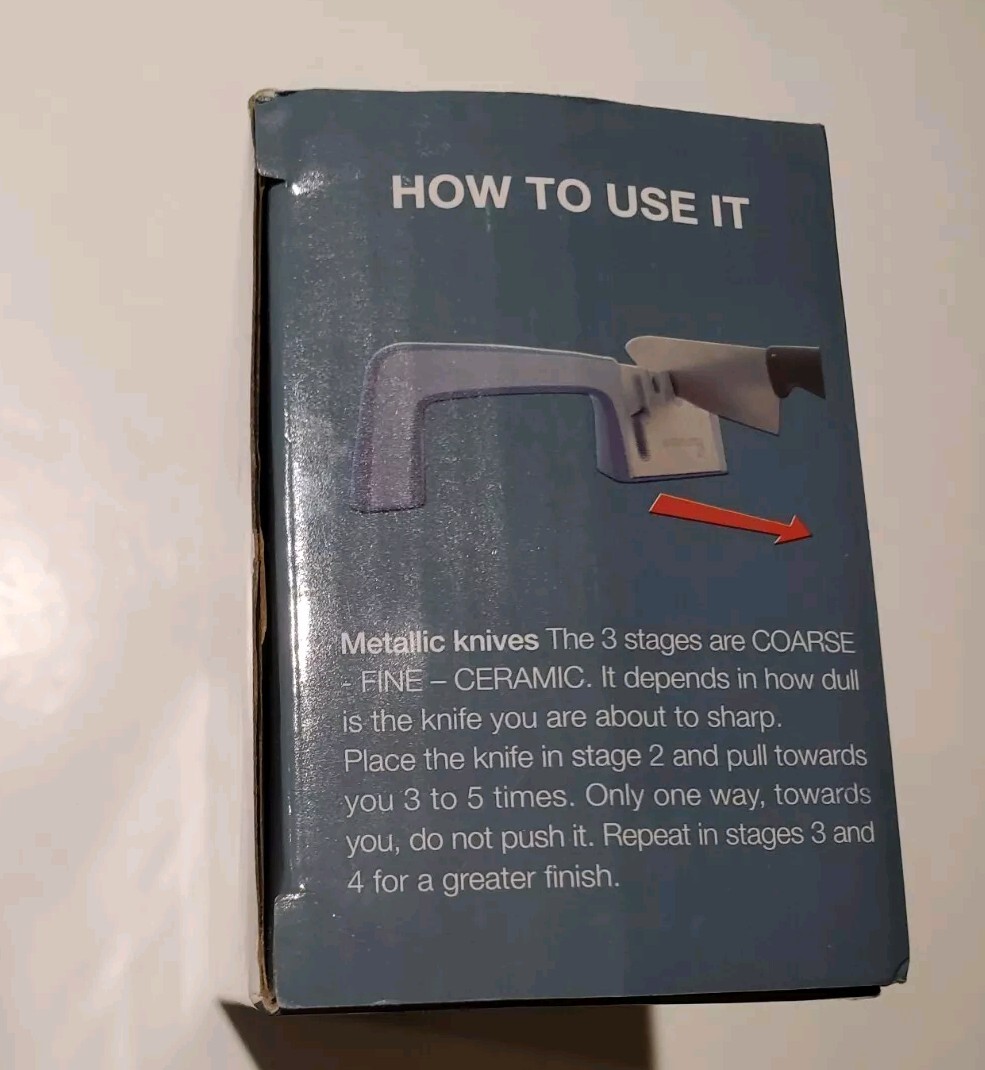 HOW TO USE IT
Metallic knives The 3 stages are COARSE
- FINE – CERAMIC. It depends in how dull
is the knife you are about to sharp.
Place the knife in stage 2 and pull towards
you 3 to 5 times. Only one way, towards
you, do not push it. Repeat in stages 3 and
4 for a greater finish.